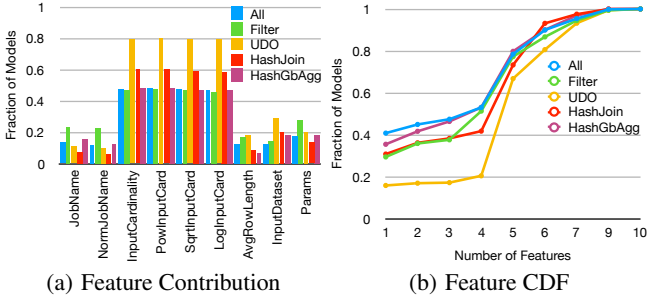 Fraction of Models
1
0.8
0.6
0.4
0.2
0
All
Filter
UDO
HashJoin
HashGbAgg
JobName
NormJobName
InputCardinality
PowInputCard
SqrtInputCard
LogInputCard
AvgRowLength
InputDataset
Params
(a) Feature Contribution
Fraction of Models
1
0.8
0.6
0.4
0.2
0
All
Filter
UDO
HashJoin
HashGbAgg
1 2 3 4 5 6 7 8 9 10
Number of Features
(b) Feature CDF